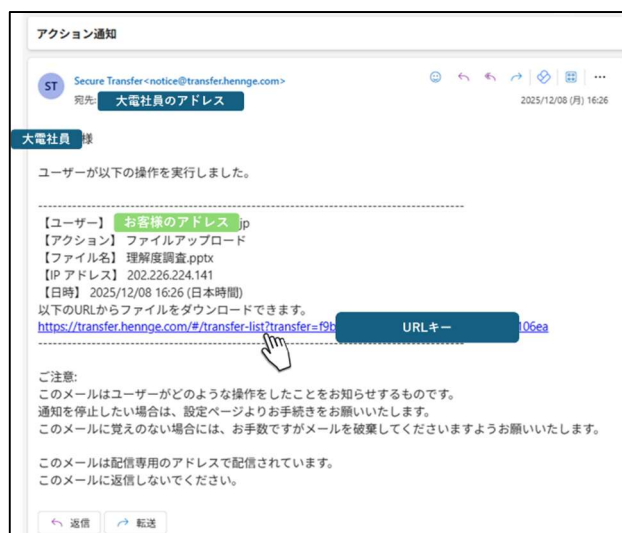 アクション通知
ST
Secure Transfer<notice@transfer.hennge.com>
宛先: 大電社員のアドレス
2025/12/08 (月) 16:26
大電社員 様
ユーザーが以下の操作を実行しました。
--------------------------------------------------------------------------------
【ユーザー】 お客様のアドレス jp
【アクション】 ファイルアップロード
【ファイル名】 理解度調査.pptx
【IP アドレス】 202.226.224.141
【日時】 2025/12/08 16:26 (日本時間)
以下のURLからファイルをダウンロードできます。
https://transfer.hennge.com/#/transfer-list?transfer=f9b URLキー 106ea
--------------------------------------------------------------------------------
ご注意:
このメールはユーザーがどのような操作をしたことをお知らせするものです。
通知を停止したい場合は、設定ページよりお手続きをお願いいたします。
このメールに覚えのない場合には、お手数ですがメールを破棄してくださいますようお願いいたします。
このメールは配信専用のアドレスで配信されています。
このメールに返信しないでください。
返信 転送